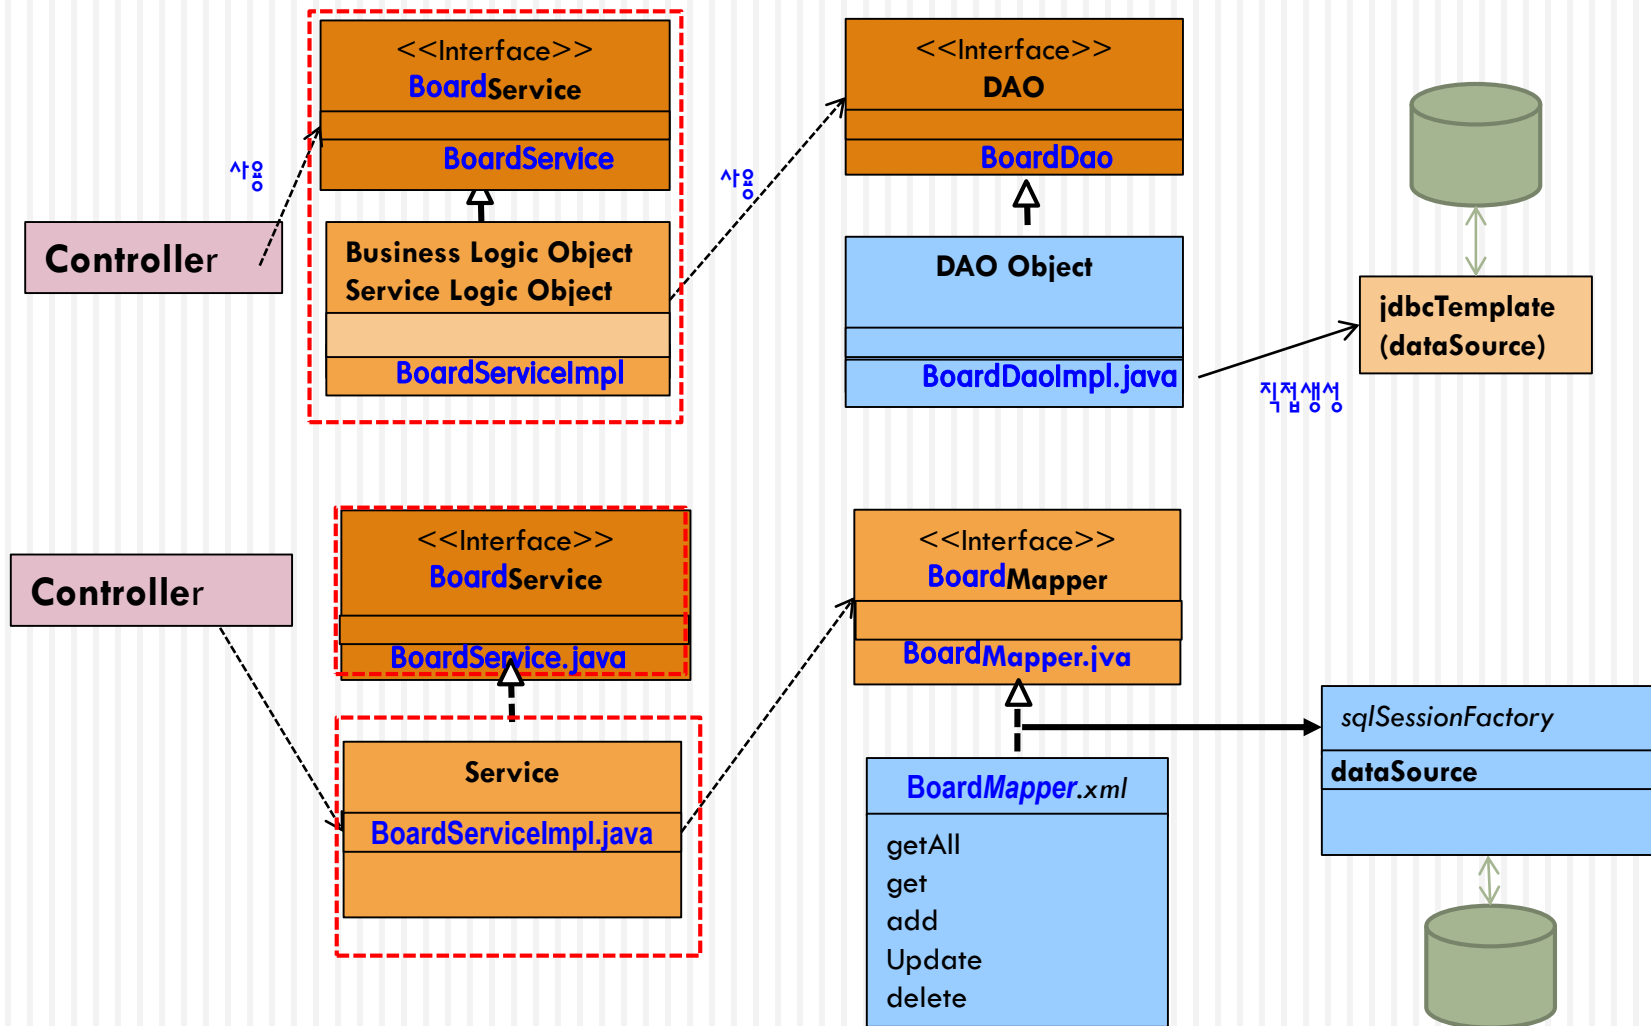 <<Interface>>
BoardService
BoardService
사용
Controller
Business Logic Object
Service Logic Object
BoardServiceImpl
사용
<<Interface>>
DAO
BoardDao
DAO Object
BoardDaoImpl.java
직접생성
jdbcTemplate
(dataSource)
Controller
<<Interface>>
BoardService
BoardService.java
Service
BoardServiceImpl.java
<<Interface>>
BoardMapper
BoardMapper.jva
BoardMapper.xml
getAll
get
add
Update
delete
sqlSessionFactory
dataSource